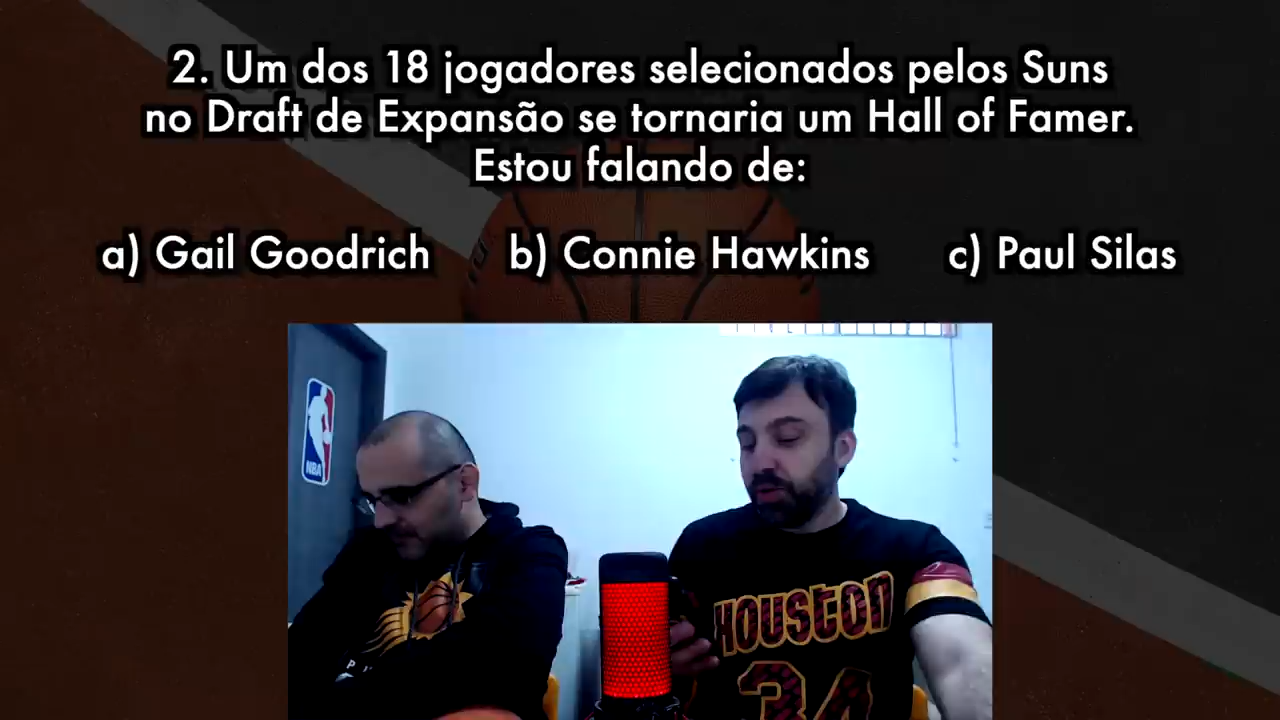 2. Um dos 18 jogadores selecionados pelos Suns
no Draft de Expansão se tornaria um Hall of Famer.
Estou falando de:
a) Gail Goodrich b) Connie Hawkins c) Paul Silas
NBA
HOUSTON
34